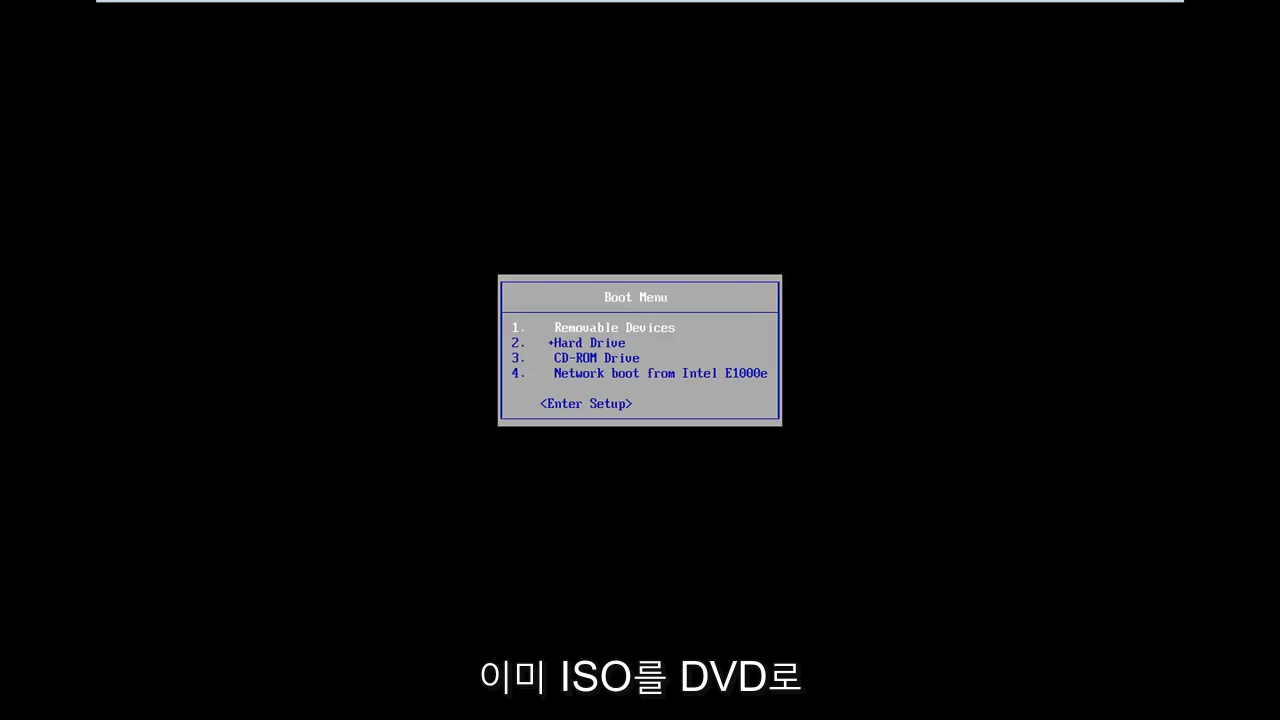 Boot Menu
1. Removable Devices
2. +Hard Drive
3. CD-ROM Drive
4. Network boot from Intel E1000e
<Enter Setup>
이미 ISO를 DVD로